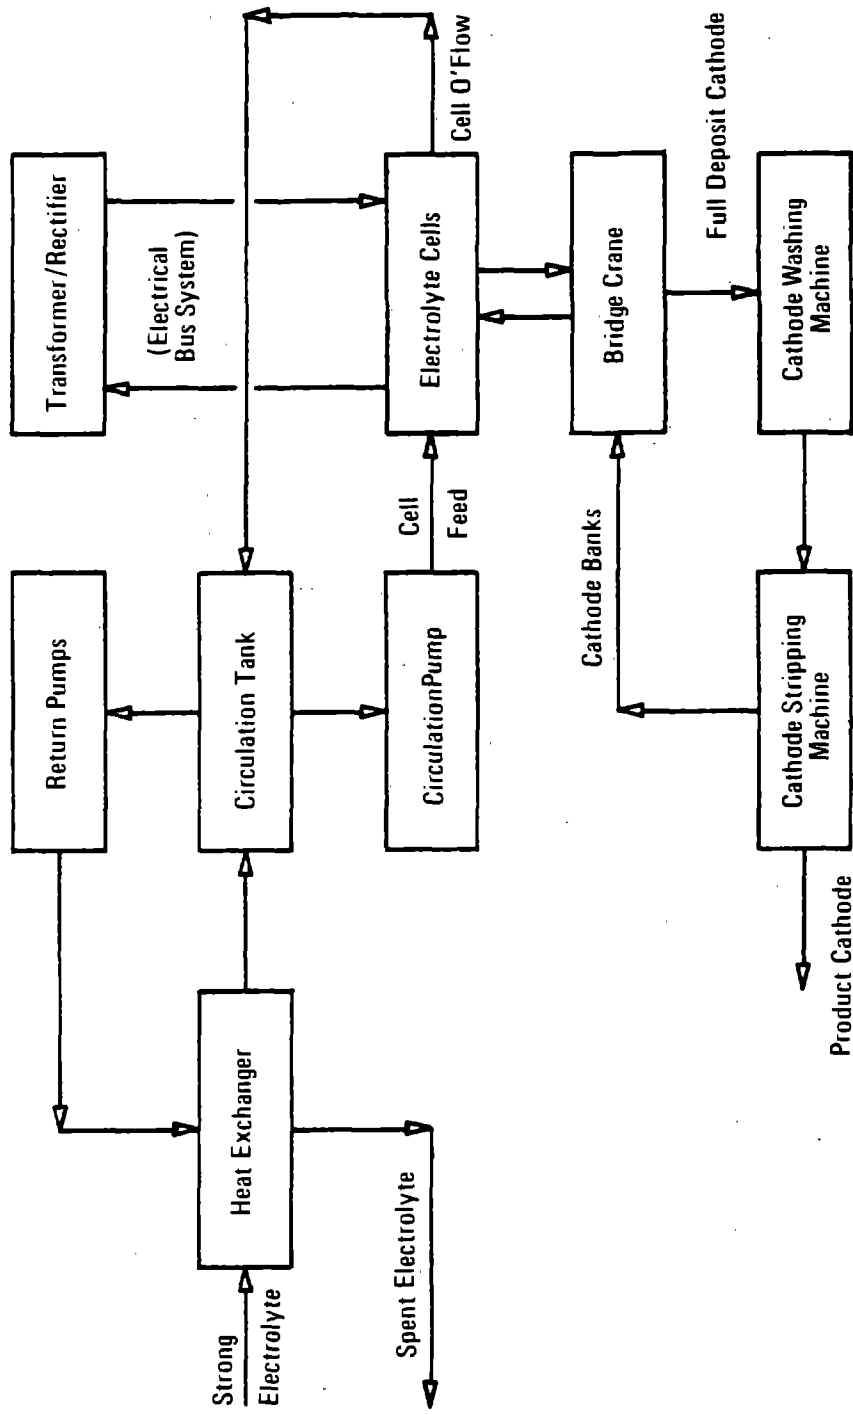 Transformer/Rectifier
(Electrical
Bus System)
Return Pumps
Circulation Tank
Cell O'Flow
Heat Exchanger
Strong
Electrolyte
CirculationPump
Cell
Feed
Electrolyte Cells
Spent Electrolyte
Bridge Crane
Cathode Banks
Full Deposit Cathode
Cathode Stripping
Machine
Cathode Washing
Machine
Product Cathode